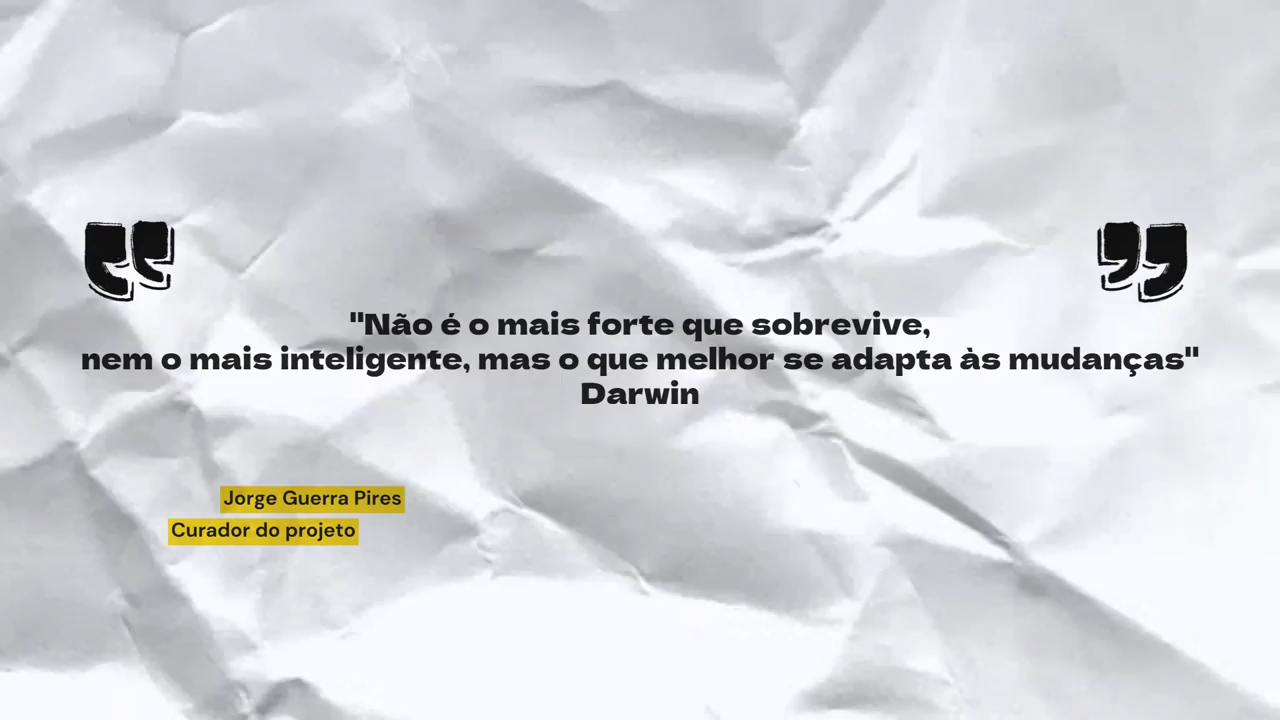 "Não é o mais forte que sobrevive,
nem o mais inteligente, mas o que melhor se adapta às mudanças"
Darwin
Jorge Guerra Pires
Curador do projeto